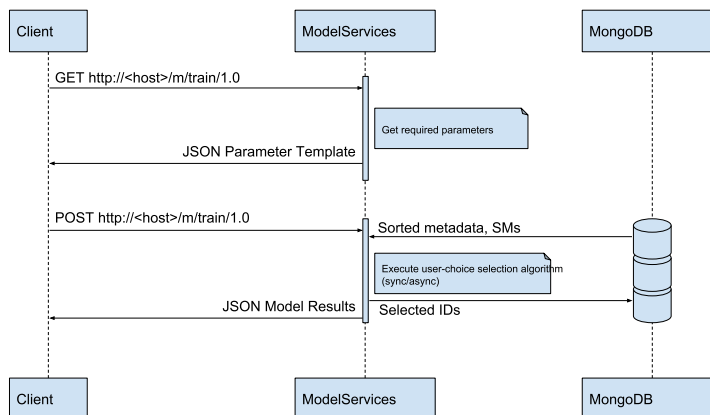 Client
ModelServices
MongoDB
GET http://<host>/m/train/1.0
Get required parameters
JSON Parameter Template
POST http://<host>/m/train/1.0
Sorted metadata, SMs
Execute user-choice selection algorithm
(sync/async)
JSON Model Results
Selected IDs
Client
ModelServices
MongoDB